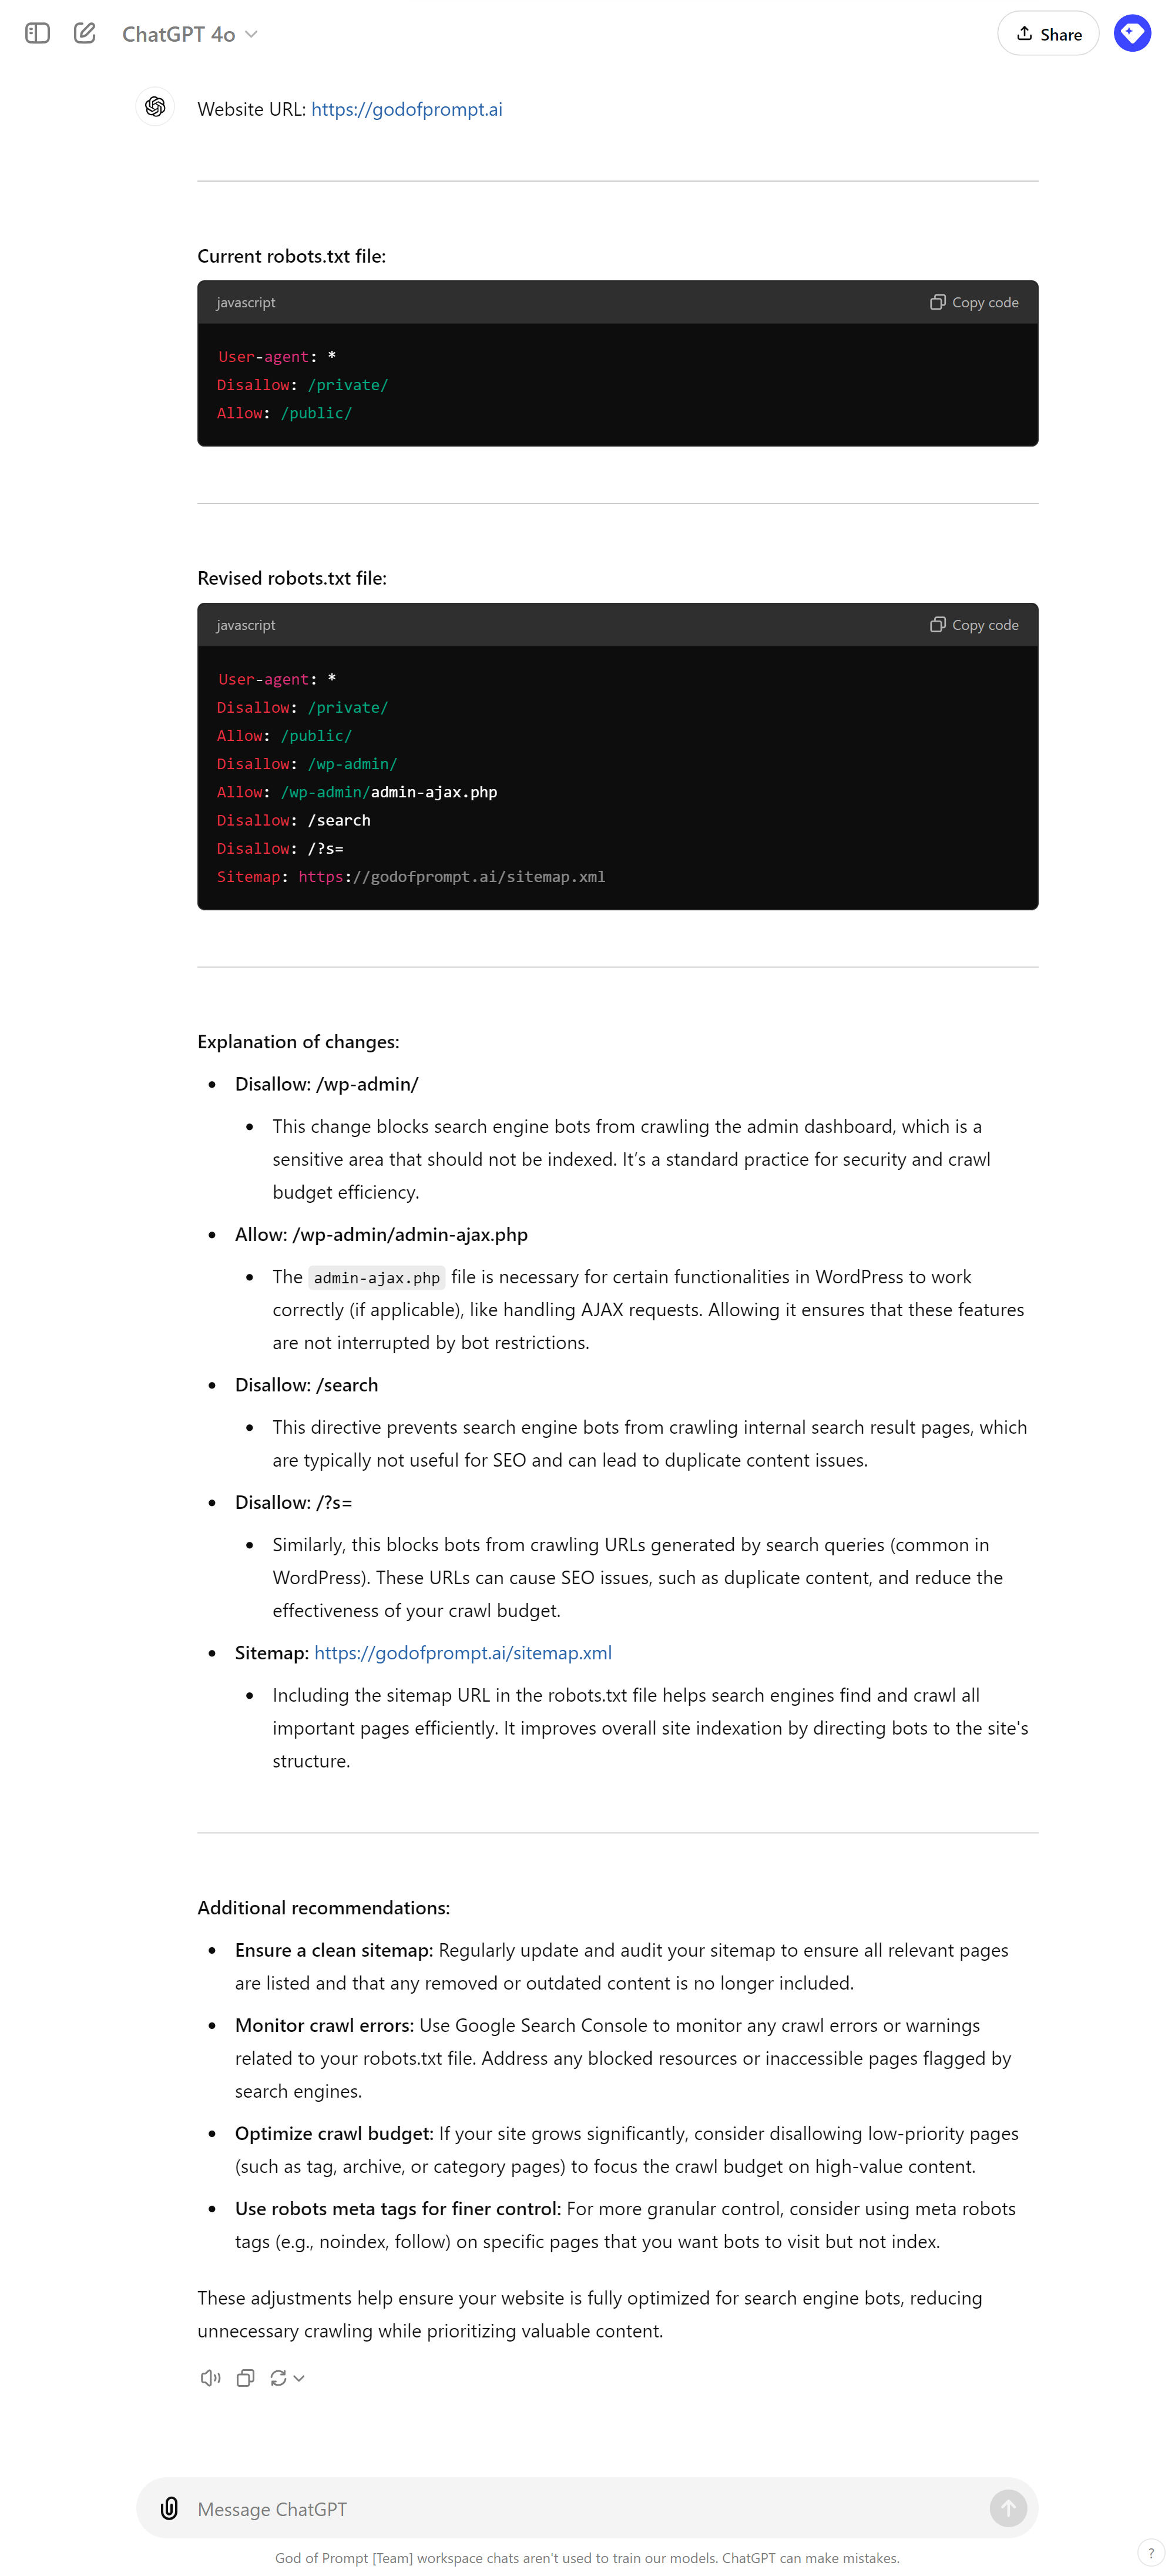 ChatGPT 4o
Share
Website URL: https://godofprompt.ai
Current robots.txt file:
javascript
Copy code
User-agent: *
Disallow: /private/
Allow: /public/
Revised robots.txt file:
javascript
Copy code
User-agent: *
Disallow: /private/
Allow: /public/
Disallow: /wp-admin/
Allow: /wp-admin/admin-ajax.php
Disallow: /search
Disallow: /?s=
Sitemap: https://godofprompt.ai/sitemap.xml
Explanation of changes:
• Disallow: /wp-admin/
• This change blocks search engine bots from crawling the admin dashboard, which is a
sensitive area that should not be indexed. It’s a standard practice for security and crawl
budget efficiency.
• Allow: /wp-admin/admin-ajax.php
• The admin-ajax.php file is necessary for certain functionalities in WordPress to work
correctly (if applicable), like handling AJAX requests. Allowing it ensures that these features
are not interrupted by bot restrictions.
• Disallow: /search
• This directive prevents search engine bots from crawling internal search result pages, which
are typically not useful for SEO and can lead to duplicate content issues.
• Disallow: /?s=
• Similarly, this blocks bots from crawling URLs generated by search queries (common in
WordPress). These URLs can cause SEO issues, such as duplicate content, and reduce the
effectiveness of your crawl budget.
• Sitemap: https://godofprompt.ai/sitemap.xml
• Including the sitemap URL in the robots.txt file helps search engines find and crawl all
important pages efficiently. It improves overall site indexation by directing bots to the site's
structure.
Additional recommendations:
• Ensure a clean sitemap: Regularly update and audit your sitemap to ensure all relevant pages
are listed and that any removed or outdated content is no longer included.
• Monitor crawl errors: Use Google Search Console to monitor any crawl errors or warnings
related to your robots.txt file. Address any blocked resources or inaccessible pages flagged by
search engines.
• Optimize crawl budget: If your site grows significantly, consider disallowing low-priority pages
(such as tag, archive, or category pages) to focus the crawl budget on high-value content.
• Use robots meta tags for finer control: For more granular control, consider using meta robots
tags (e.g., noindex, follow) on specific pages that you want bots to visit but not index.
These adjustments help ensure your website is fully optimized for search engine bots, reducing
unnecessary crawling while prioritizing valuable content.
Message ChatGPT
God of Prompt [Team] workspace chats aren't used to train our models. ChatGPT can make mistakes.
?